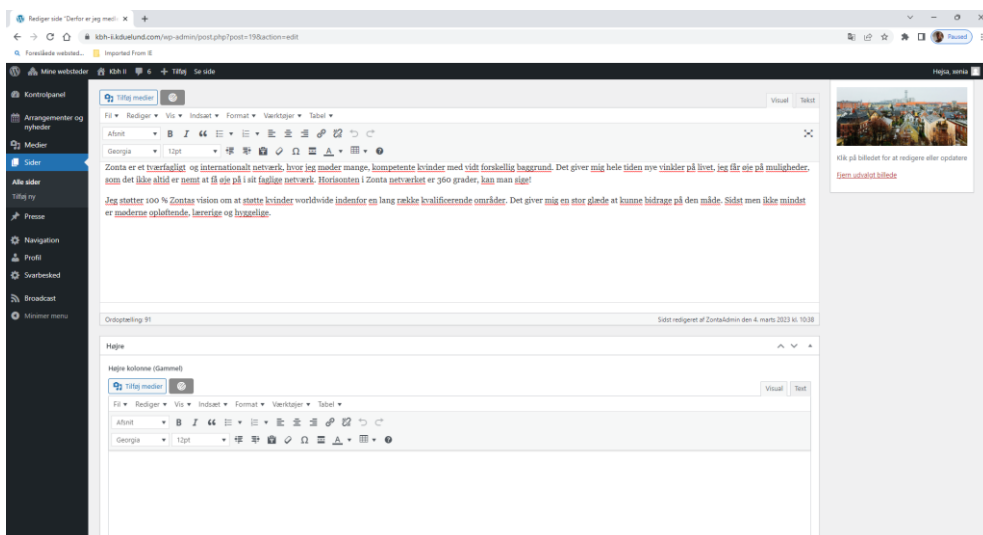 Rediger side "Derfor er jeg medl
kbh-ii.kduelund.com/wp-admin/post.php?post=19&action=edit
Paused
Foreslåede websted...
Imported From IE
Mine websteder
Kbh II
6
Tilføj
Se side
Hejsa, xenia
Kontrolpanel
Arrangementer og
nyheder
Medier
Sider
Alle sider
Tilføj ny
Presse
Navigation
Profil
Svarbesked
Broadcast
Minimer menu
Tilføj medier
Visual Tekst
Fil Rediger Vis Indsæt Format Værktøjer Tabel
Afsnit
Georgia 12pt
Zonta er et tværfagligt og internationalt netværk, hvor jeg møder mange, kompetente kvinder med vidt forskellig baggrund. Det giver mig hele tiden nye vinkler på livet, jeg får øje på muligheder,
som det ikke altid er nemt at få øje på i sit faglige netværk. Horisonten i Zonta netværket er 360 grader, kan man sige!
Jeg støtter 100 % Zontas vision om at støtte kvinder worldwide indenfor en lang række kvalificerende områder. Det giver mig en stor glæde at kunne bidrage på den måde. Sidst men ikke mindst
er møderne opløftende, lærerige og hyggelige.
Ordoptælling: 91
Sidst redigeret af ZontaAdmin den 4. marts 2023 kl. 10:38
Højre
Højre kolonne (Gammel)
Tilføj medier
Visual Text
Fil Rediger Vis Indsæt Format Værktøjer Tabel
Afsnit
Georgia 12pt
Klik på billedet for at redigere eller opdatere
Fjern udvalgt billede